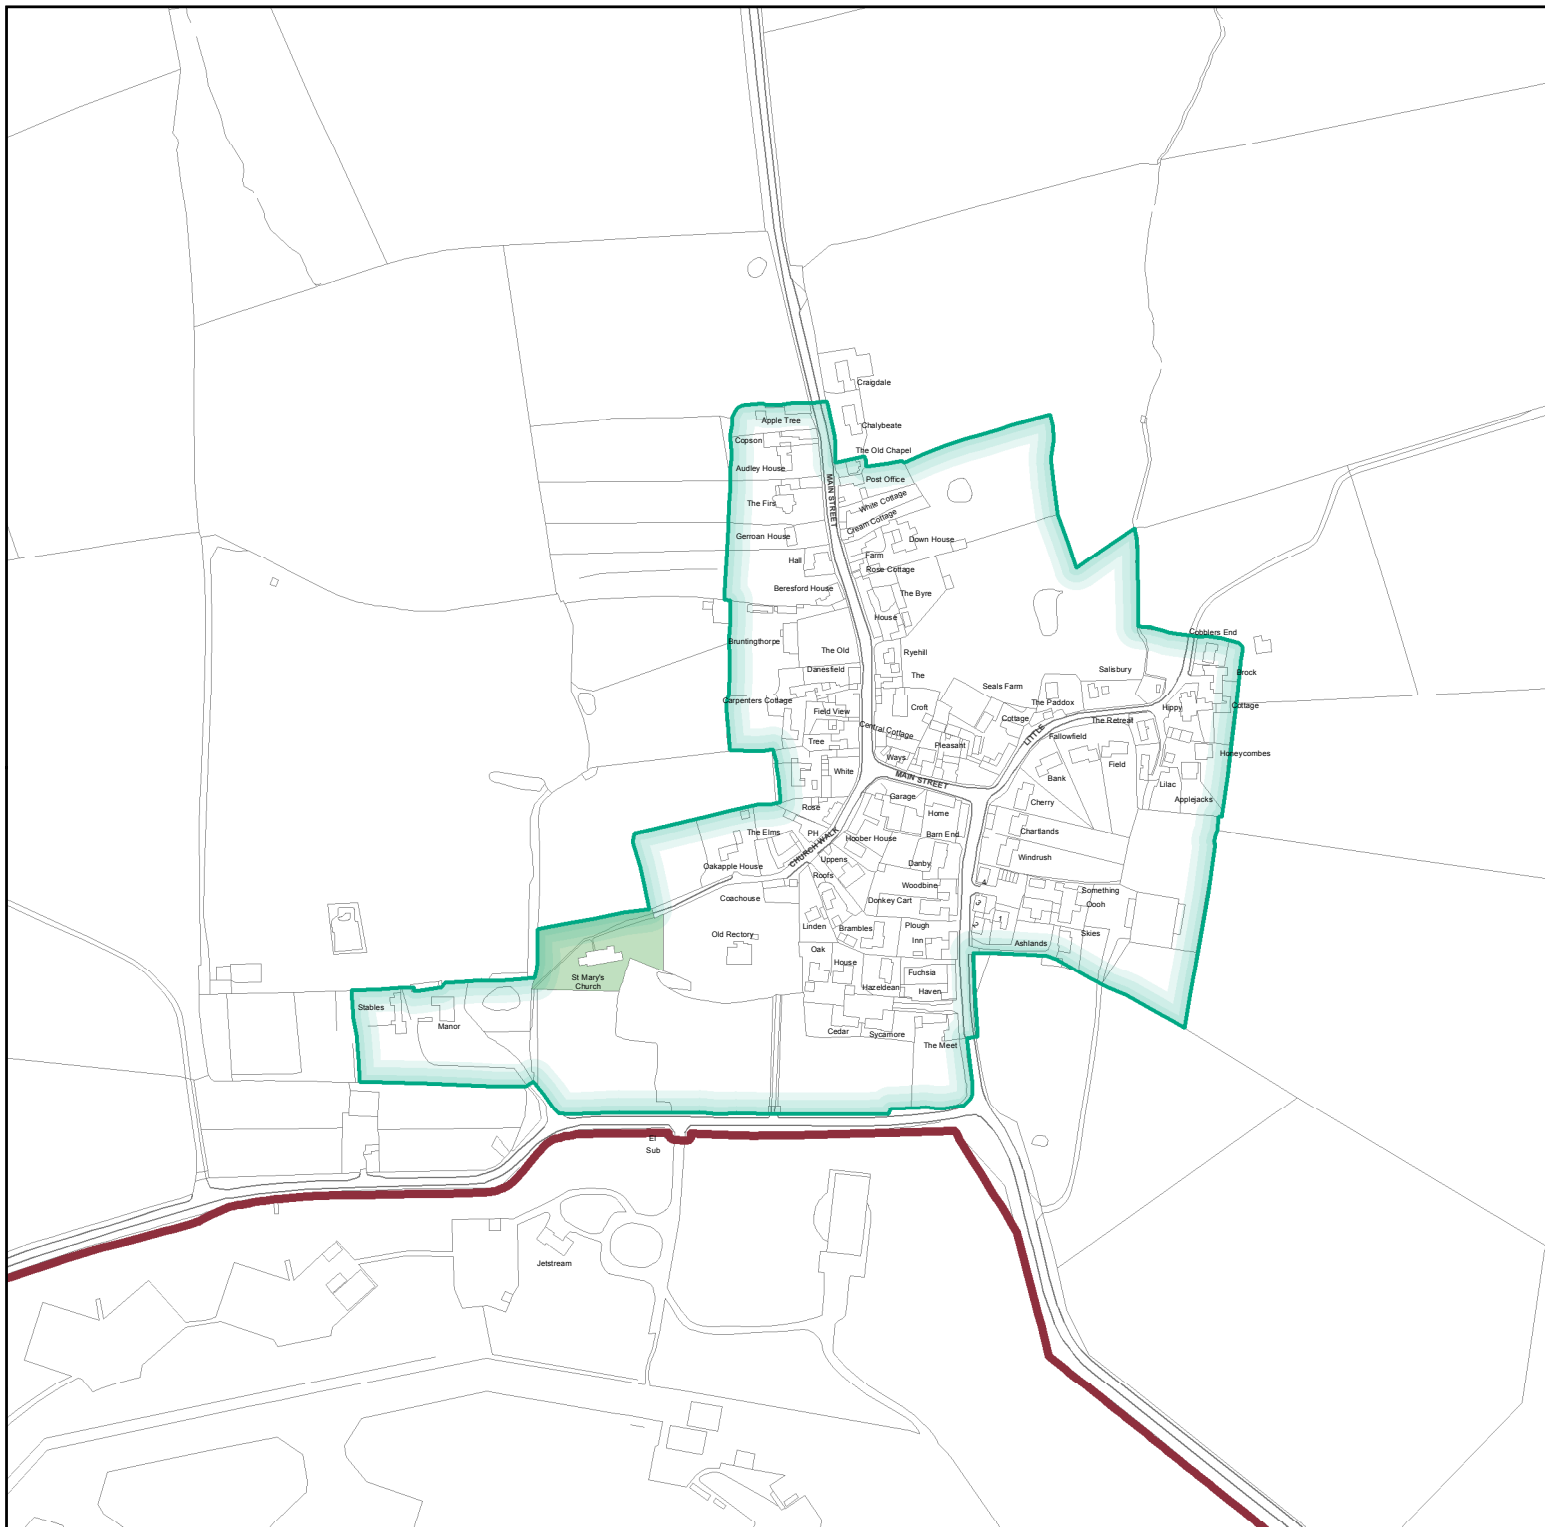 Craigdale
Apple Tree
Chalybeate
Copson
The Old Chapel
Audley House
Post Office
MAIN STREET
The Firs
White Cottage
Cream Cottage
Gerroan House
Down House
Farm
Hall
Rose Cottage
Beresford House
The Byre
House
Cobblers End
Bruntingthorpe
The Old
Ryehill
Danesfield
The
Salisbury
Brock
Seals Farm
Carpenters Cottage
The Paddox
Hippy
Cottage
Field View
Croft
Cottage
The Retreat
Central Cottage
LITTLE
Fallowfield
Tree
Pleasant
Honeycombes
Ways
Field
White
MAIN STREET
Bank
Lilac
Rose
Garage
Cherry
Applejacks
Home
The Elms
PH
CHURCH WALK
Hoober House
Barn End
Chartlands
Oakapple House
Uppens
Danby
Windrush
Roofs
Woodbine
4
Something
Coachouse
Donkey Cart
3
Oooh
1
Linden
Brambles
Plough
2
Old Rectory
Inn
Ashlands
Skies
Oak
House
Fuchsia
St Mary's
Church
Hazeldean
Haven
Stables
Manor
Cedar
Sycamore
The Meet
El
Sub
Jetstream